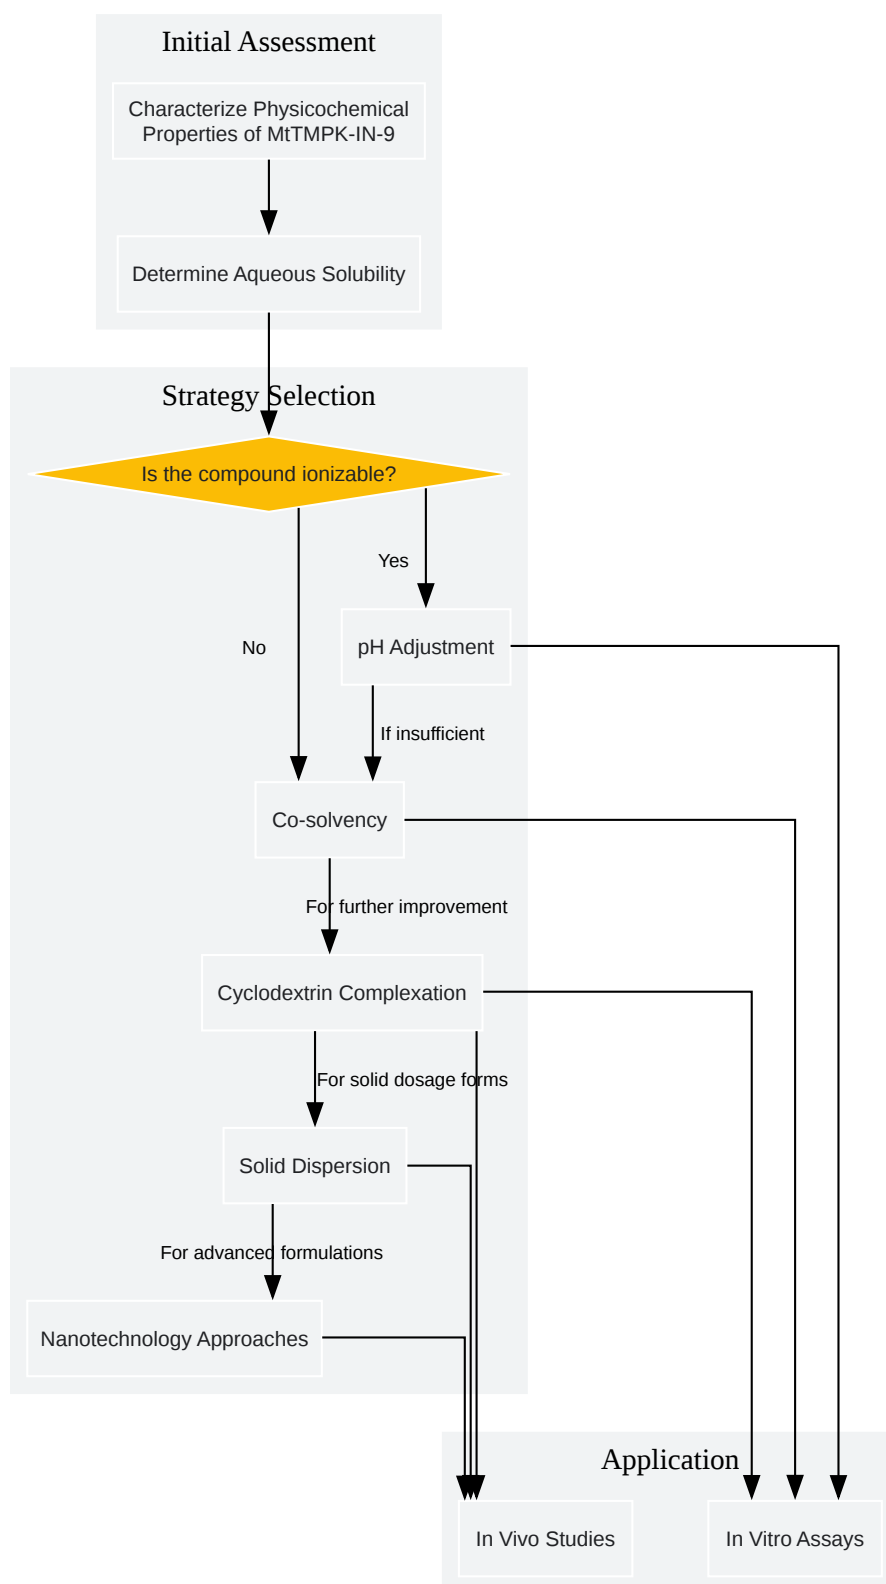 Initial Assessment
Characterize Physicochemical
Properties of MtTMPK-IN-9
Determine Aqueous Solubility
Strategy Selection
Is the compound ionizable?
Yes
No
pH Adjustment
If insufficient
Co-solvency
For further improvement
Cyclodextrin Complexation
For solid dosage forms
Solid Dispersion
For advanced formulations
Nanotechnology Approaches
Application
In Vivo Studies
In Vitro Assays